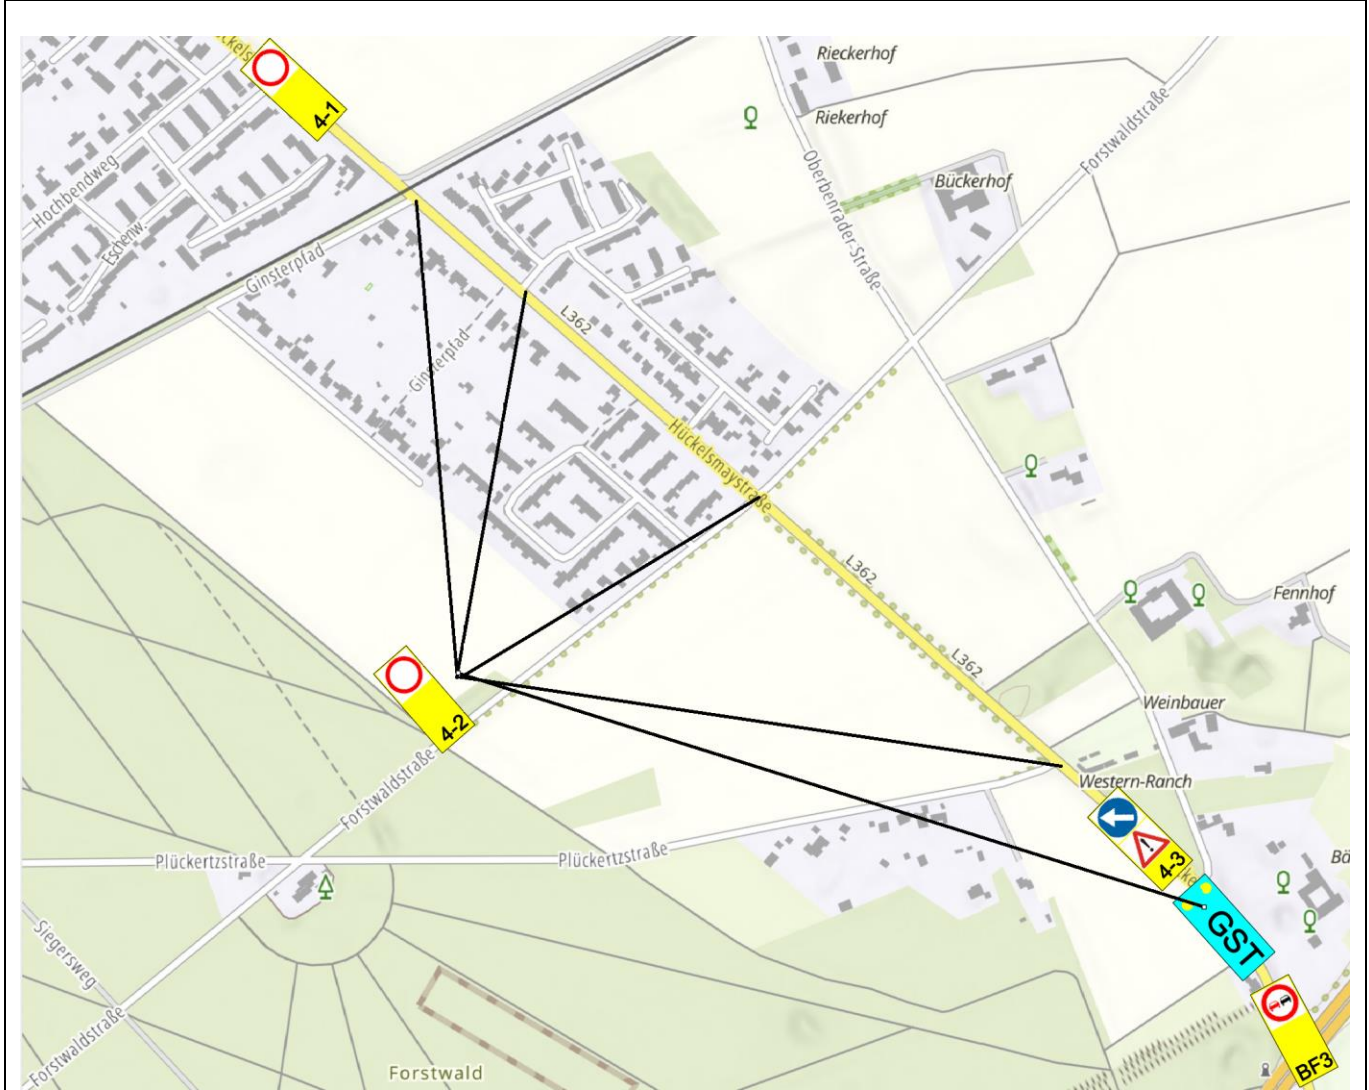 Rieckerhof
4-1
Riekerhof
Forstwaldstraße
Hochbendweg
Oberbenrader-Straße
Bückerhof
Eschenw.
Ginsterpfad
L362
Ginsterpfad
Hückelsmaystraße
L362
Fennhof
L362
4-2
Weinbauer
Western-Ranch
Forstwaldstraße
4-3
Plückertzstraße
Plückertzstraße
GST
Siegersweg
Forstwaldstraße
Forstwald
BF3